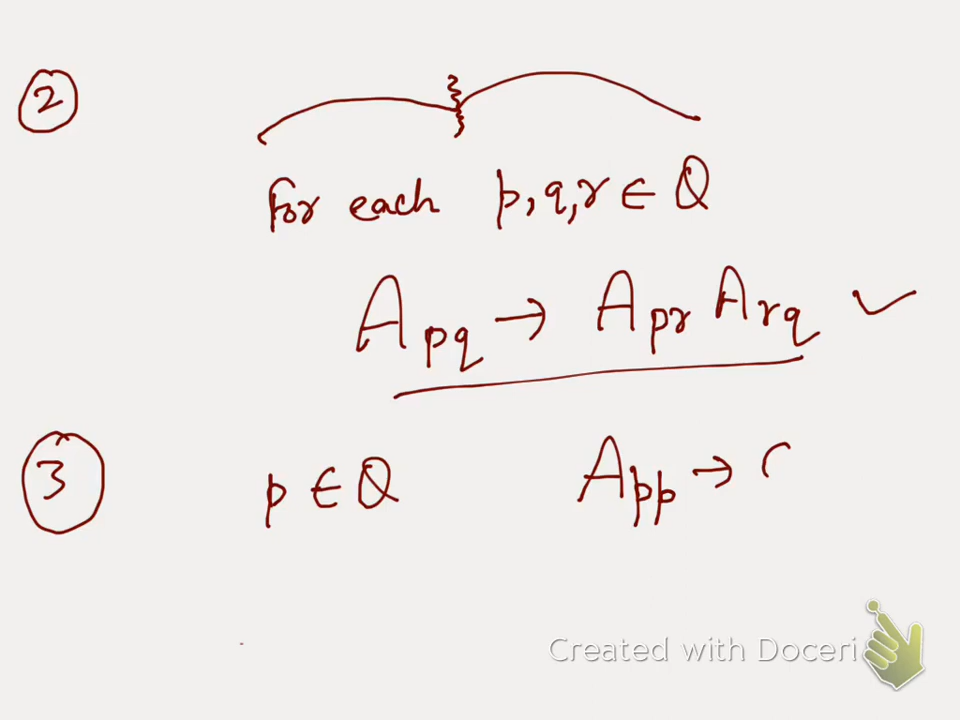 2
For each p, q, r ∈ Q
A_pq → A_pr A_rq ✓
3 p ∈ Q A_pp →
Created with Doceri